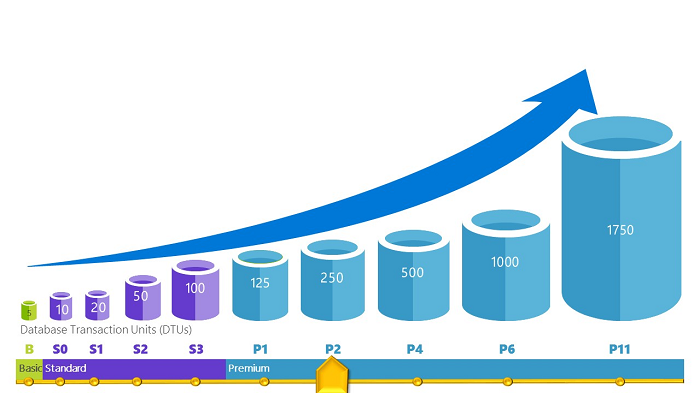 5 10 20 50 100 125 250 500 1000 1750
Database Transaction Units (DTUs)
B S0 S1 S2 S3 P1 P2 P4 P6 P11
Basic Standard Premium